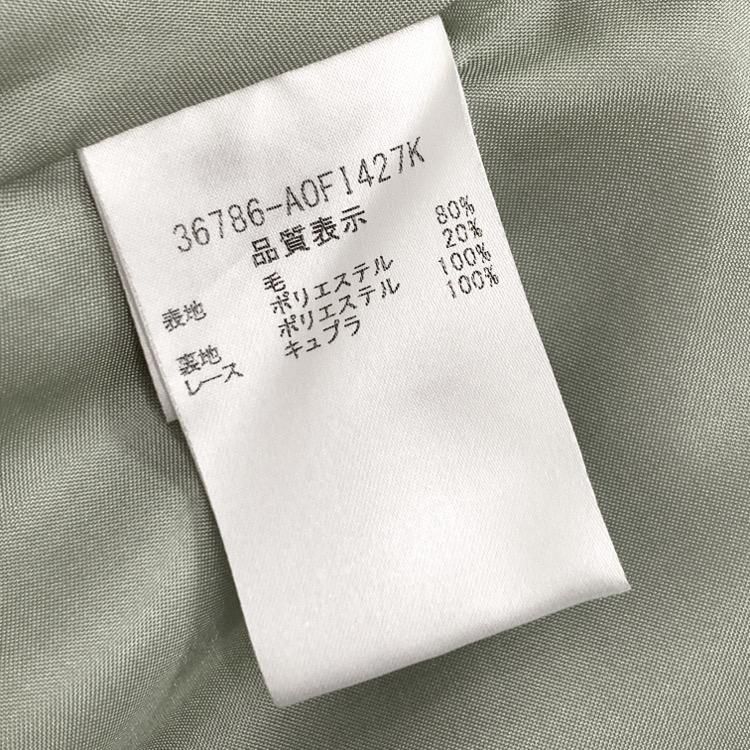 36786-AOFI427K
品質表示
表地 毛 80%
ポリエステル 20%
裏地 ポリエステル 100%
レース キュプラ 100%